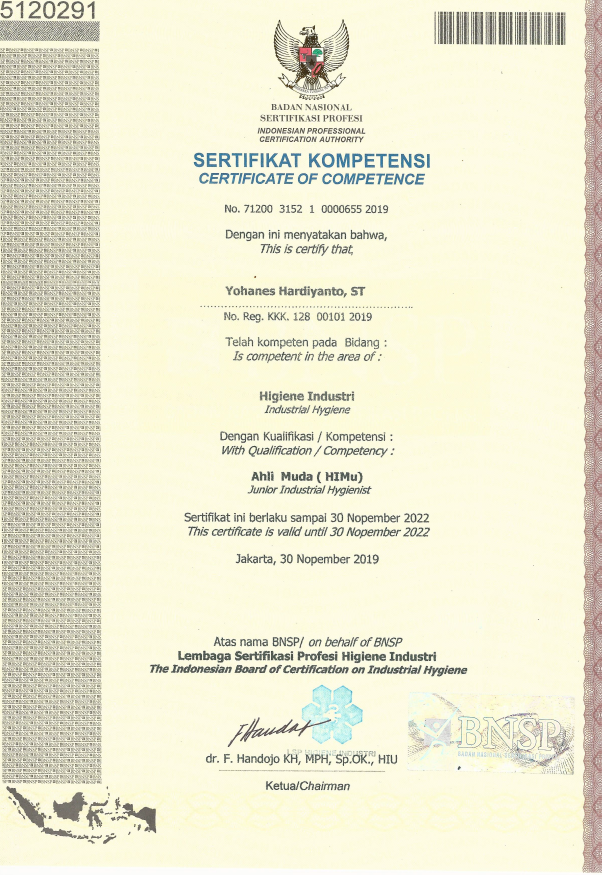 5120291
BADAN NASIONAL
SERTIFIKASI PROFESI
INDONESIAN PROFESSIONAL
CERTIFICATION AUTHORITY
SERTIFIKAT KOMPETENSI
CERTIFICATE OF COMPETENCE
No. 71200 3152 1 0000655 2019
Dengan ini menyatakan bahwa,
This is certify that,
Yohanes Hardiyanto, ST
No. Reg. KKK. 128 00101 2019
Telah kompeten pada Bidang :
Is competent in the area of :
Higiene Industri
Industrial Hygiene
Dengan Kualifikasi / Kompetensi :
With Qualification / Competency :
Ahli Muda ( HIMu)
Junior Industrial Hygienist
Sertifikat ini berlaku sampai 30 Nopember 2022
This certificate is valid until 30 Nopember 2022
Jakarta, 30 Nopember 2019
Atas nama BNSP/ on behalf of BNSP
Lembaga Sertifikasi Profesi Higiene Industri
The Indonesian Board of Certification on Industrial Hygiene
BNSP
LSP HIGIENE INDUSTRI
dr. F. Handojo KH, MPH, Sp.OK., HIU
Ketua/Chairman